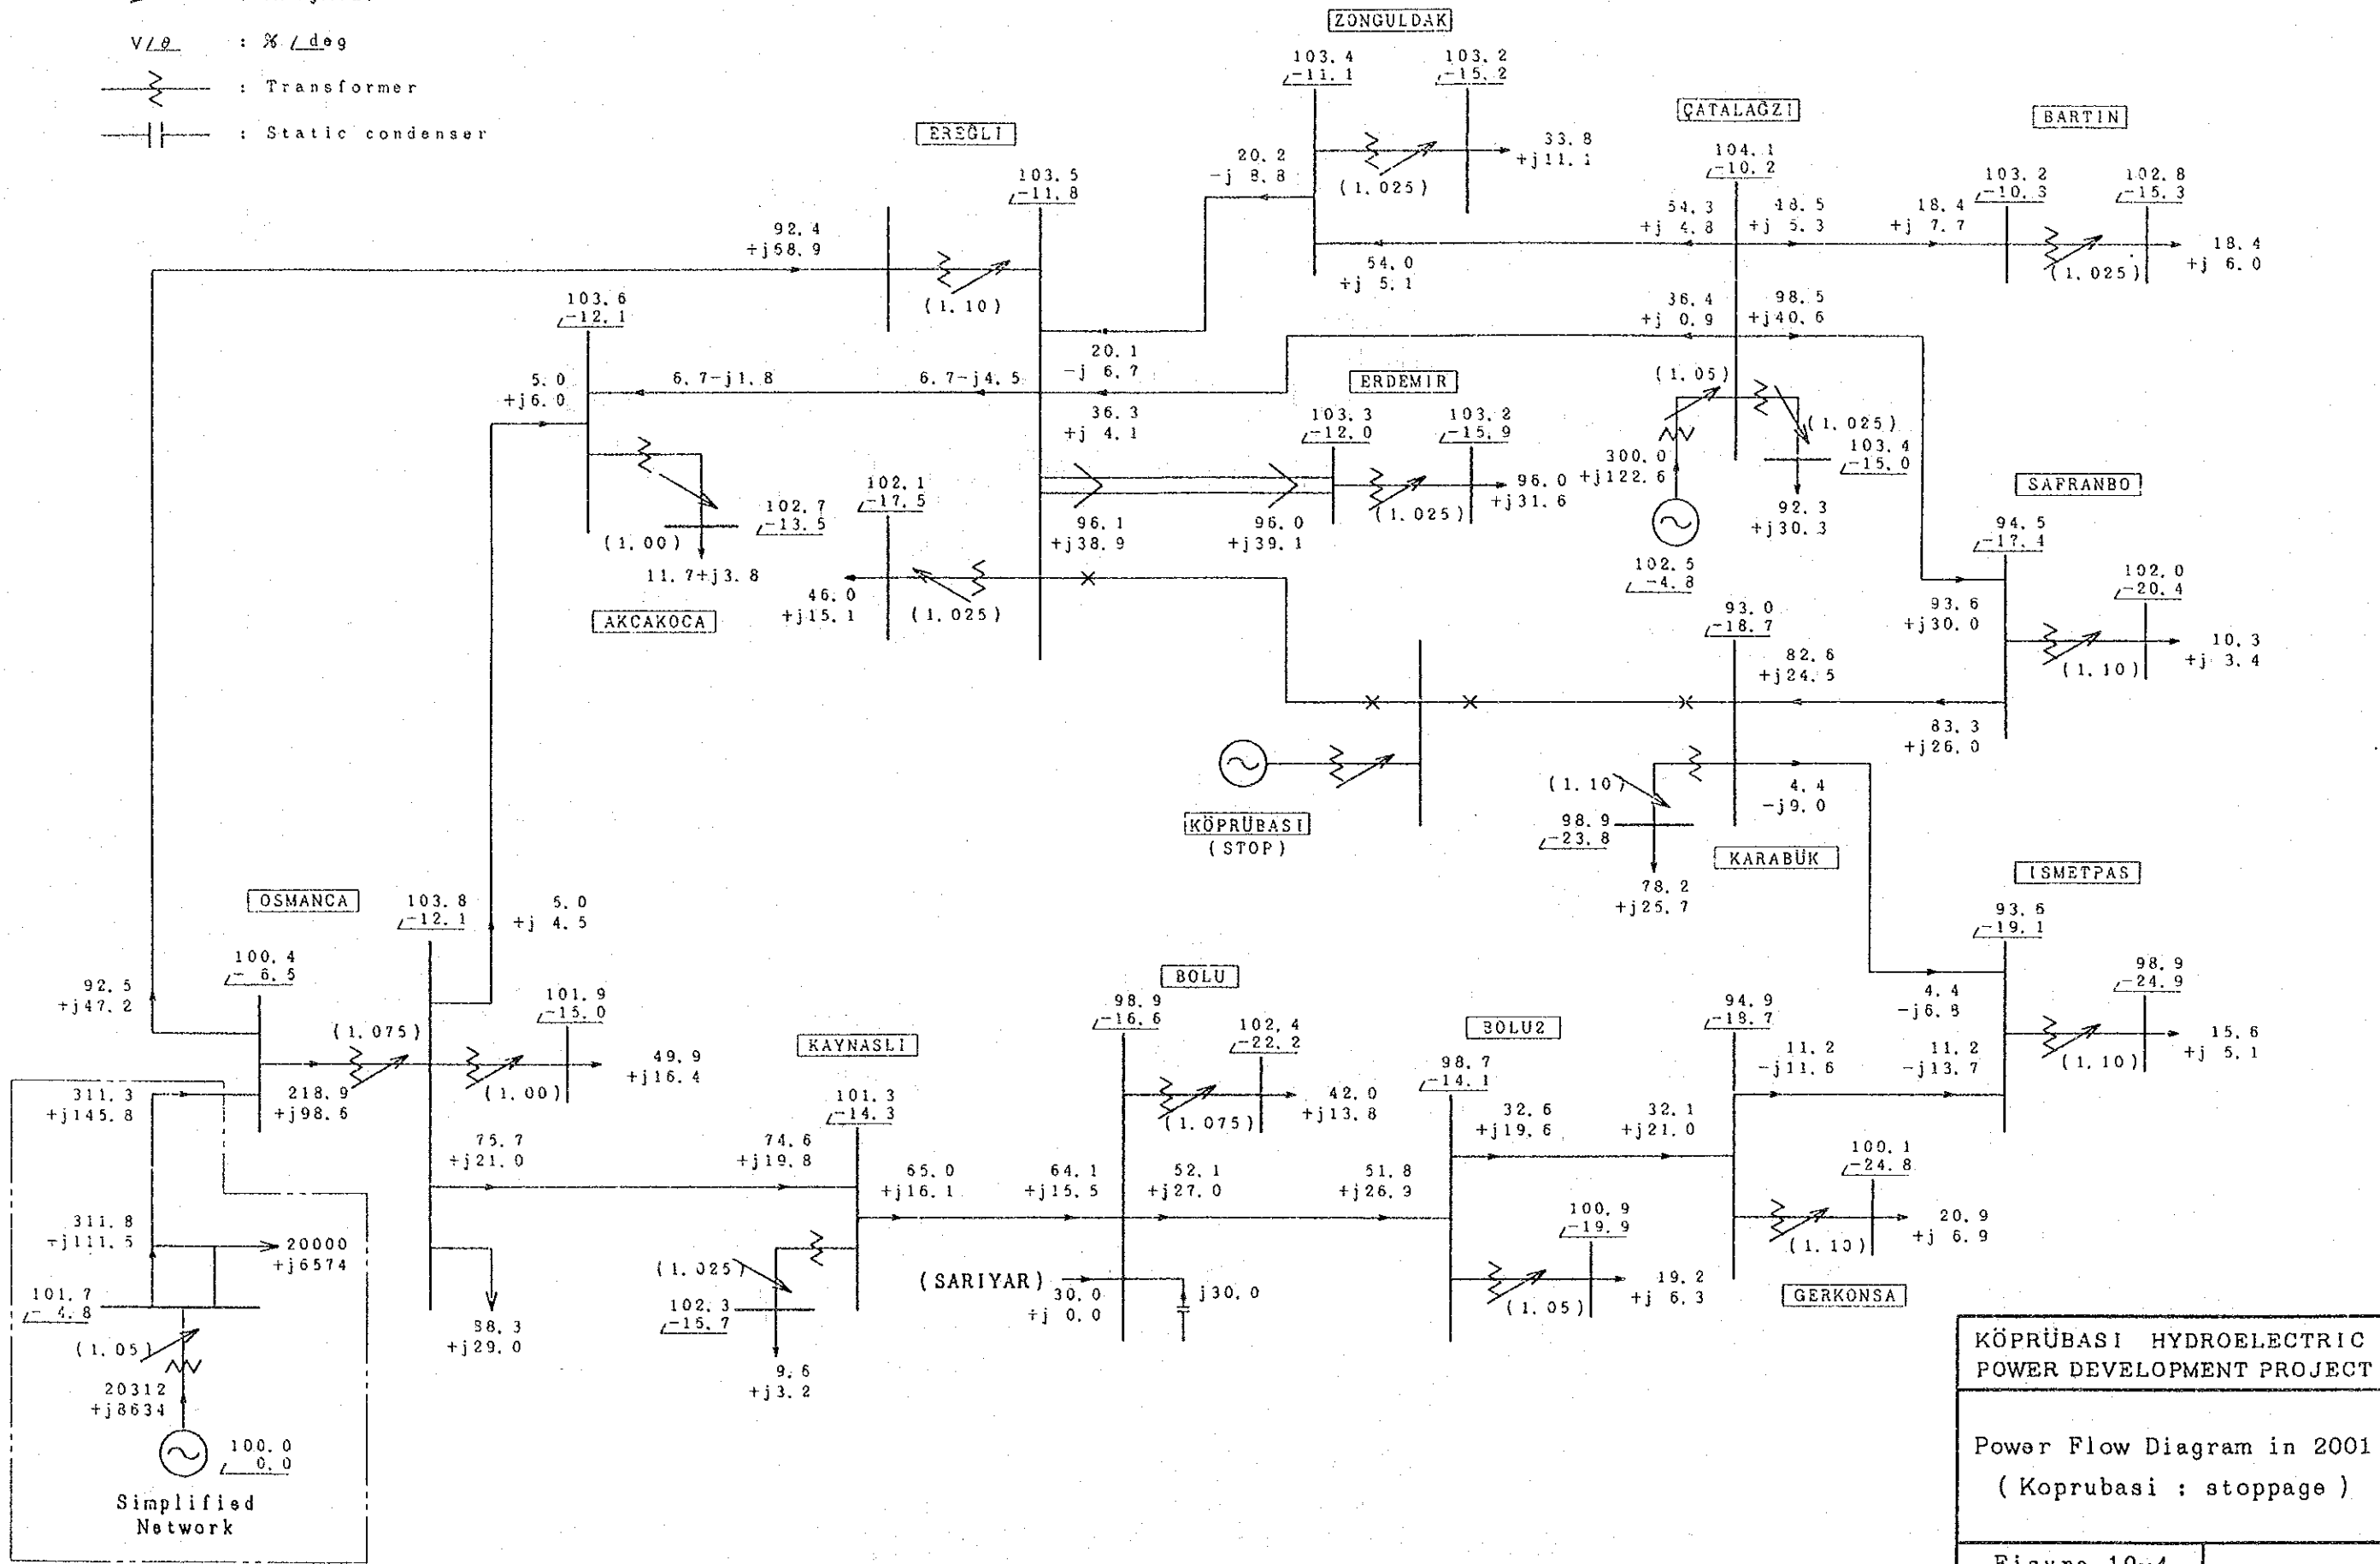 V/θ : % / deg
: Transformer
: Static condenser
ZONGULDAK
103.4
/-11.1
103.2
/-15.2
33.8
+j11.1
(1.025)
20.2
-j 8.8
54.0
+j 5.1
EREĞLI
103.5
/-11.8
92.4
+j58.9
(1.10)
20.1
-j 6.7
36.3
+j 4.1
6.7-j1.8
6.7-j4.5
96.1
+j38.9
96.0
+j39.1
102.1
/-17.5
46.0
+j15.1
(1.025)
ÇATALAĞZI
104.1
/-10.2
54.3
+j 4.8
18.5
+j 5.3
36.4
+j 0.9
98.5
+j40.6
(1.05)
(1.025)
103.4
/-15.0
92.3
+j30.3
300.0
+j122.6
102.5
/-4.8
BARTIN
18.4
+j 7.7
103.2
/-10.3
102.8
/-15.3
(1.025)
18.4
+j 6.0
ERDEMIR
103.3
/-12.0
103.2
/-15.9
(1.025)
96.0
+j31.6
103.6
/-12.1
5.0
+j6.0
(1.00)
102.7
/-13.5
11.7+j3.8
AKCAKOCA
SAFRANBO
94.5
/-17.4
93.6
+j30.0
102.0
/-20.4
(1.10)
10.3
+j 3.4
83.3
+j26.0
93.0
/-18.7
82.6
+j24.5
(1.10)
98.9
/-23.8
78.2
+j25.7
4.4
-j9.0
KARABÜK
KÖPRÜBASI
(STOP)
ISMETPAS
93.6
/-19.1
4.4
-j6.8
98.9
/-24.9
(1.10)
15.6
+j 5.1
11.2
-j13.7
OSMANCA
100.4
/- 6.5
92.5
+j47.2
103.8
/-12.1
5.0
+j 4.5
(1.075)
218.9
+j98.6
101.9
/-15.0
(1.00)
49.9
+j16.4
75.7
+j21.0
38.3
+j29.0
311.3
+j145.8
311.8
+j111.5
20000
+j6574
101.7
/- 4.8
(1.05)
20312
+j8634
100.0
/ 0.0
Simplified
Network
KAYNASLI
74.6
+j19.8
101.3
/-14.3
65.0
+j16.1
(1.025)
102.3
/-15.7
9.6
+j3.2
BOLU
98.9
/-16.6
102.4
/-22.2
(1.075)
42.0
+j13.8
64.1
+j15.5
52.1
+j27.0
(SARIYAR)
30.0
+j 0.0
j30.0
BOLU2
98.7
/-14.1
51.8
+j26.9
32.6
+j19.6
100.9
/-19.9
(1.05)
19.2
+j 6.3
94.9
/-18.7
32.1
+j21.0
11.2
-j11.6
100.1
/-24.8
(1.10)
20.9
+j 6.9
GERKONSA
KÖPRÜBASI HYDROELECTRIC
POWER DEVELOPMENT PROJECT
Power Flow Diagram in 2001
( Koprubasi : stoppage )
Figure 10-4